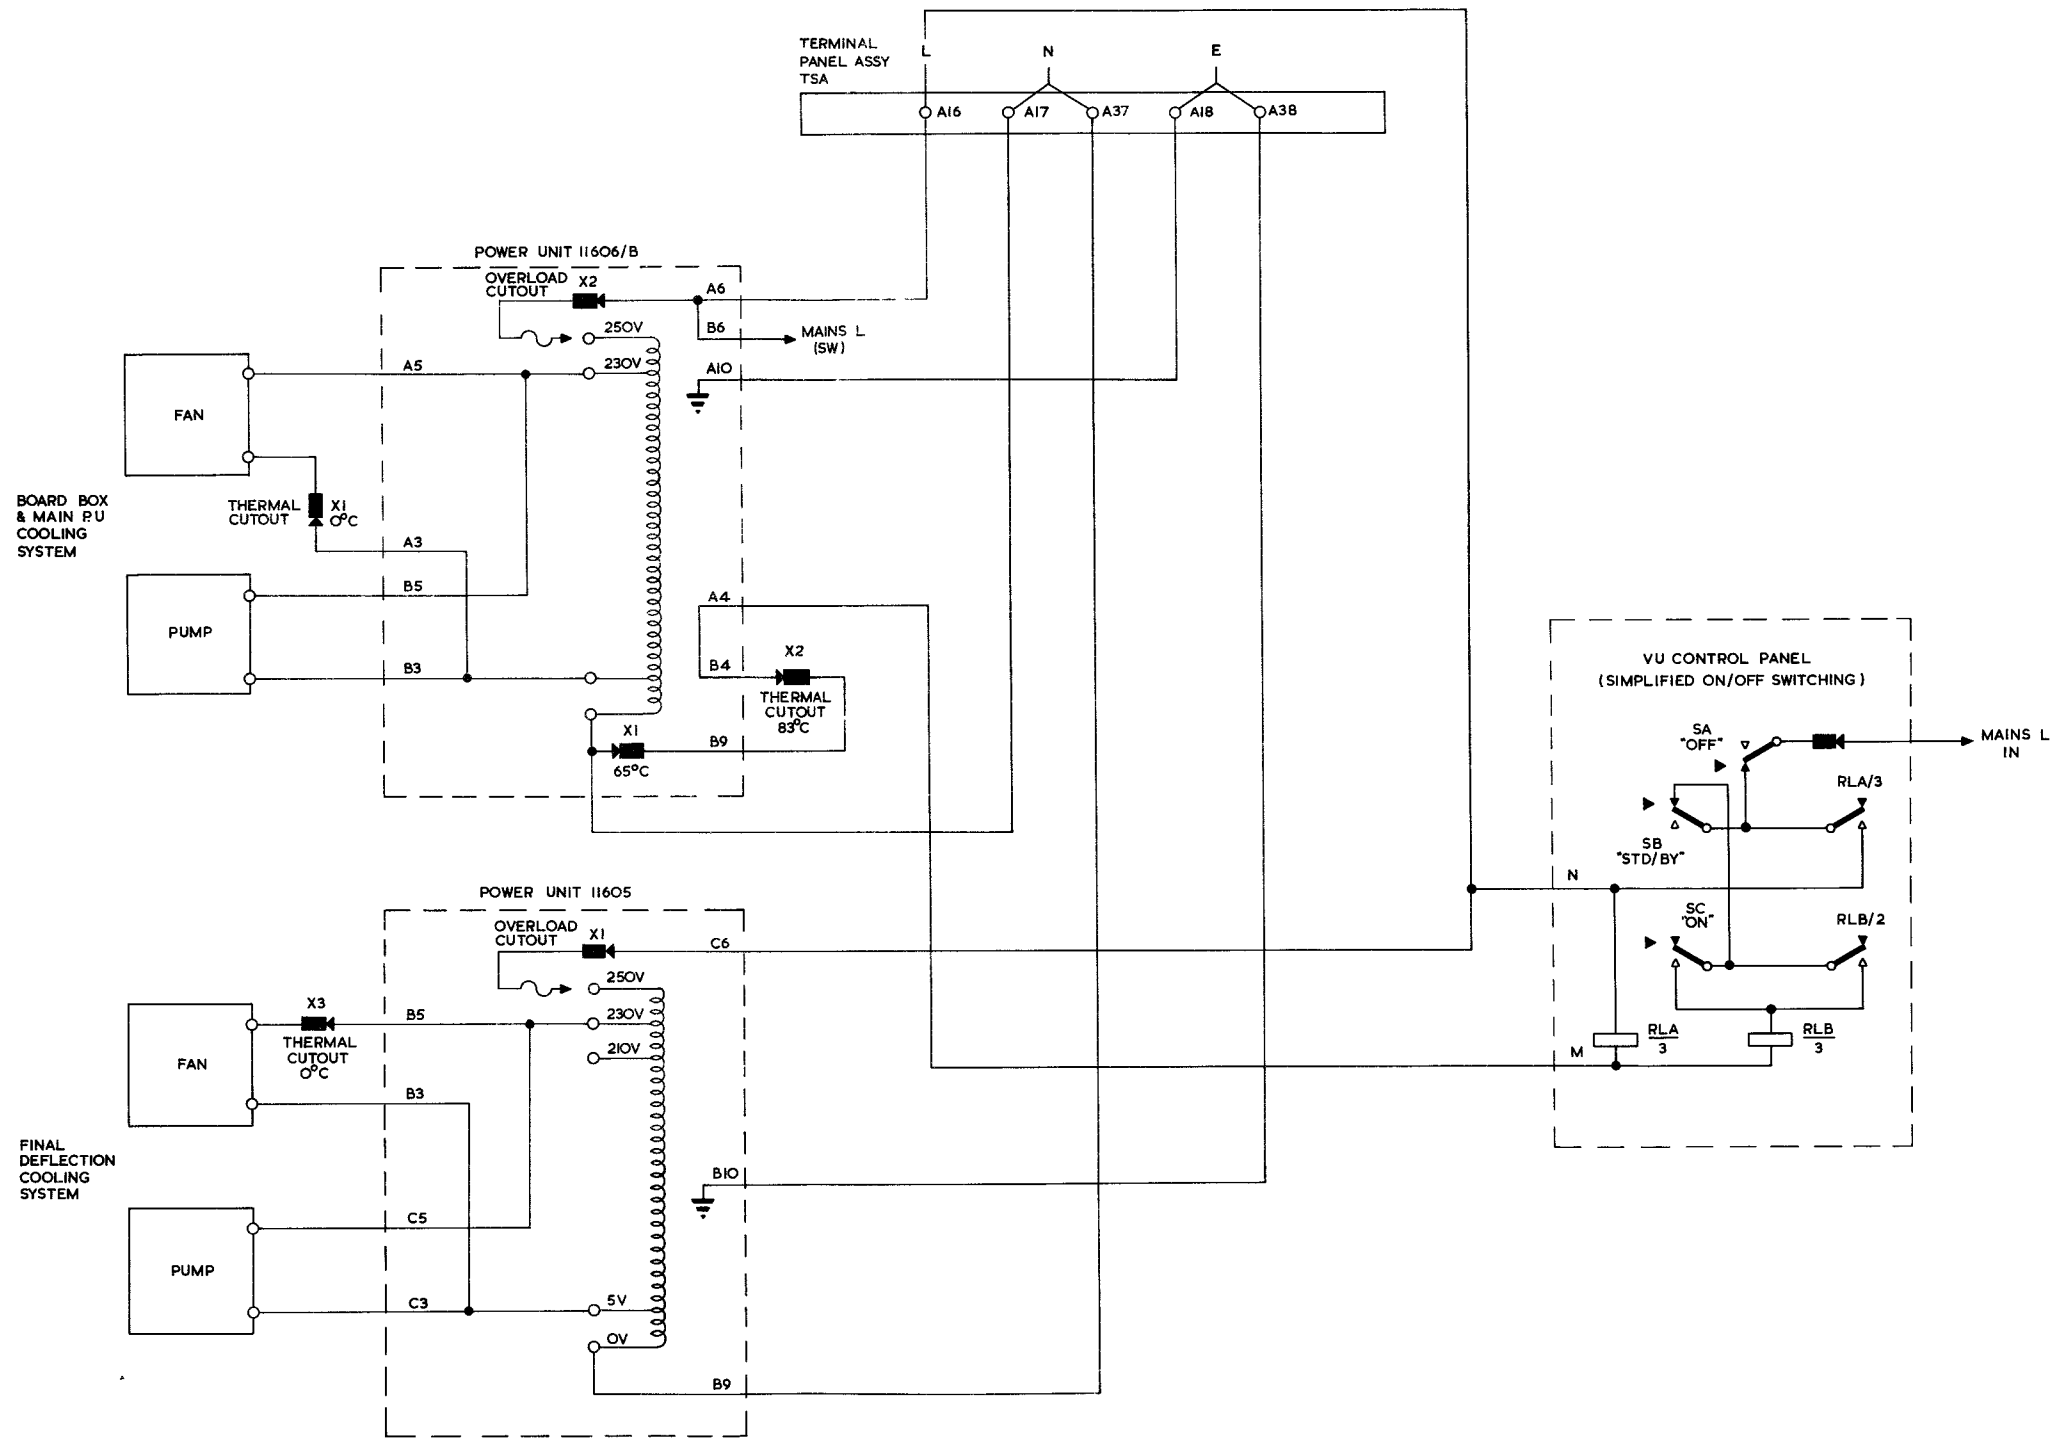 TERMINAL
PANEL ASSY
TSA
L
N
E
A16
A17
A37
A18
A38
POWER UNIT 11606/B
OVERLOAD
CUTOUT
X2
A6
B6
MAINS L
(SW)
250V
230V
A10
A5
FAN
THERMAL
CUTOUT
X1
0°C
BOARD BOX
& MAIN P.U
COOLING
SYSTEM
A3
B5
PUMP
B3
A4
B4
X2
THERMAL
CUTOUT
83°C
X1
65°C
B9
VU CONTROL PANEL
(SIMPLIFIED ON/OFF SWITCHING)
SA
"OFF"
MAINS L
IN
RLA/3
SB
"STD/BY"
N
SC
"ON"
RLB/2
RLA
3
RLB
3
M
POWER UNIT 11605
OVERLOAD
CUTOUT
X1
C6
250V
230V
210V
X3
THERMAL
CUTOUT
0°C
B5
FAN
B3
FINAL
DEFLECTION
COOLING
SYSTEM
B10
C5
PUMP
C3
5V
0V
B9